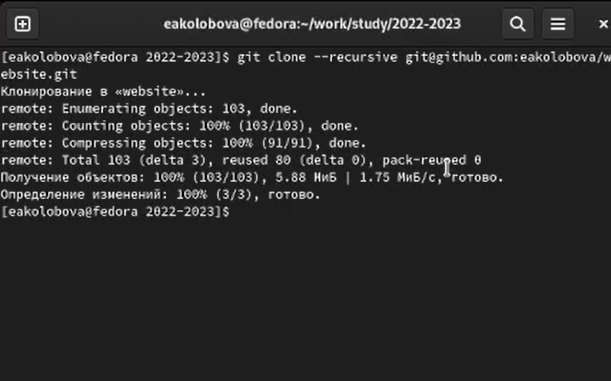 eakolobova@fedora:~/work/study/2022-2023
[eakolobova@fedora 2022-2023]$ git clone --recursive git@github.com:eakolobova/w
ebsite.git
Клонирование в «website»...
remote: Enumerating objects: 103, done.
remote: Counting objects: 100% (103/103), done.
remote: Compressing objects: 100% (91/91), done.
remote: Total 103 (delta 3), reused 80 (delta 0), pack-reused 0
Получение объектов: 100% (103/103), 5.88 МиБ | 1.75 МиБ/с, готово.
Определение изменений: 100% (3/3), готово.
[eakolobova@fedora 2022-2023]$